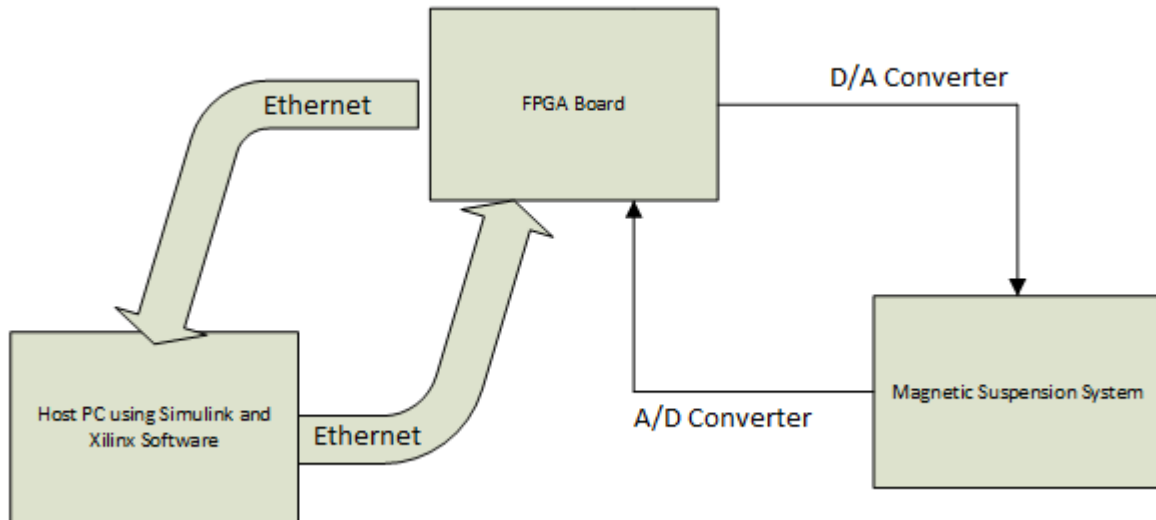 Ethernet
FPGA Board
D/A Converter
Host PC using Simulink and
Xilinx Software
Ethernet
A/D Converter
Magnetic Suspension System